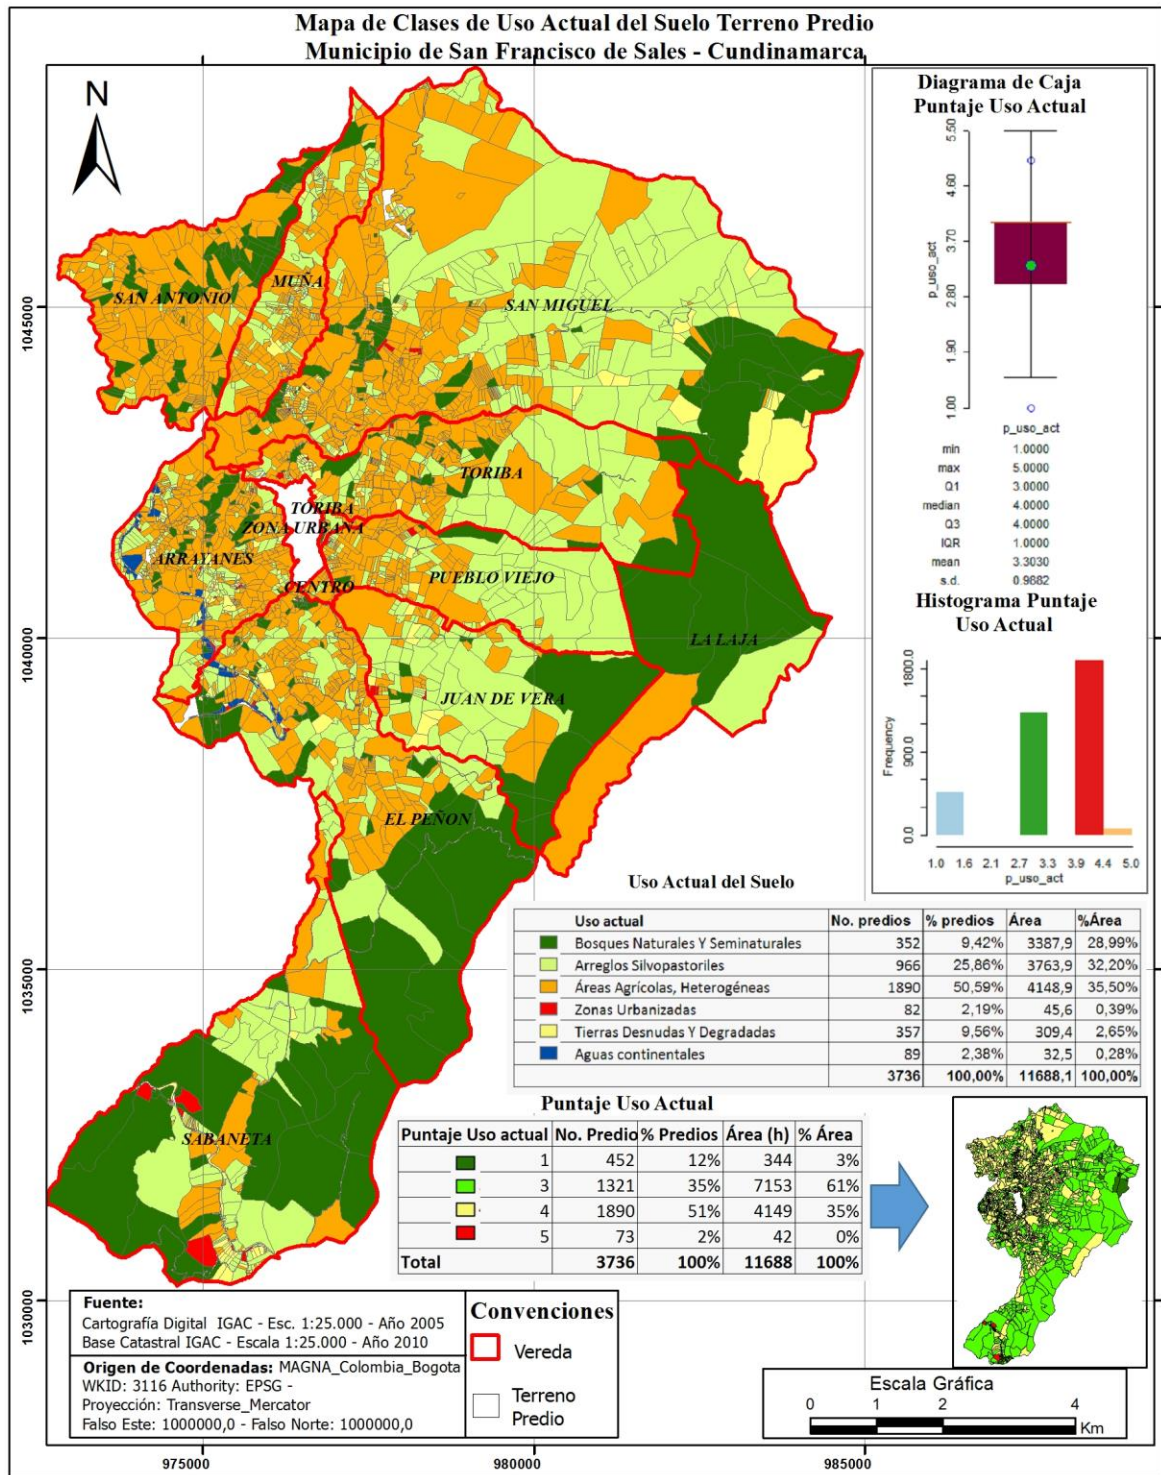 Mapa de Clases de Uso Actual del Suelo Terreno Predio
Municipio de San Francisco de Sales - Cundinamarca
N
SAN ANTONIO
MUÑA
SAN MIGUEL
TORIBA
TORIBA
ZONA URBANA
ARRAYANES
CENTRO
PUEBLO VIEJO
LA LAJA
JUAN DE VERA
EL PEÑON
SABANETA
1045000
1040000
1035000
1030000
975000
980000
985000
Diagrama de Caja
Puntaje Uso Actual
5.50
4.60
3.70
2.80
1.90
1.00
p_uso_act
p_uso_act
min 1.0000
max 5.0000
Q1 3.0000
median 4.0000
Q3 4.0000
IQR 1.0000
mean 3.3030
s.d. 0.9882
Histograma Puntaje
Uso Actual
1800.0
900.0
0.0
Frequency
1.0 1.6 2.1 2.7 3.3 3.9 4.4 5.0
p_uso_act
Uso Actual del Suelo
Uso actual No. predios % predios Área %Área
Bosques Naturales Y Seminaturales 352 9,42% 3387,9 28,99%
Arreglos Silvopastoriles 966 25,86% 3763,9 32,20%
Áreas Agrícolas, Heterogéneas 1890 50,59% 4148,9 35,50%
Zonas Urbanizadas 82 2,19% 45,6 0,39%
Tierras Desnudas Y Degradadas 357 9,56% 309,4 2,65%
Aguas continentales 89 2,38% 32,5 0,28%
3736 100,00% 11688,1 100,00%
Puntaje Uso Actual
Puntaje Uso actual No. Predio % Predios Área (h) % Área
1 452 12% 344 3%
3 1321 35% 7153 61%
4 1890 51% 4149 35%
5 73 2% 42 0%
Total 3736 100% 11688 100%
Fuente:
Cartografía Digital IGAC - Esc. 1:25.000 - Año 2005
Base Catastral IGAC - Escala 1:25.000 - Año 2010
Origen de Coordenadas: MAGNA_Colombia_Bogota
WKID: 3116 Authority: EPSG -
Proyección: Transverse_Mercator
Falso Este: 1000000,0 - Falso Norte: 1000000,0
Convenciones
Vereda
Terreno
Predio
Escala Gráfica
0 1 2 4
Km